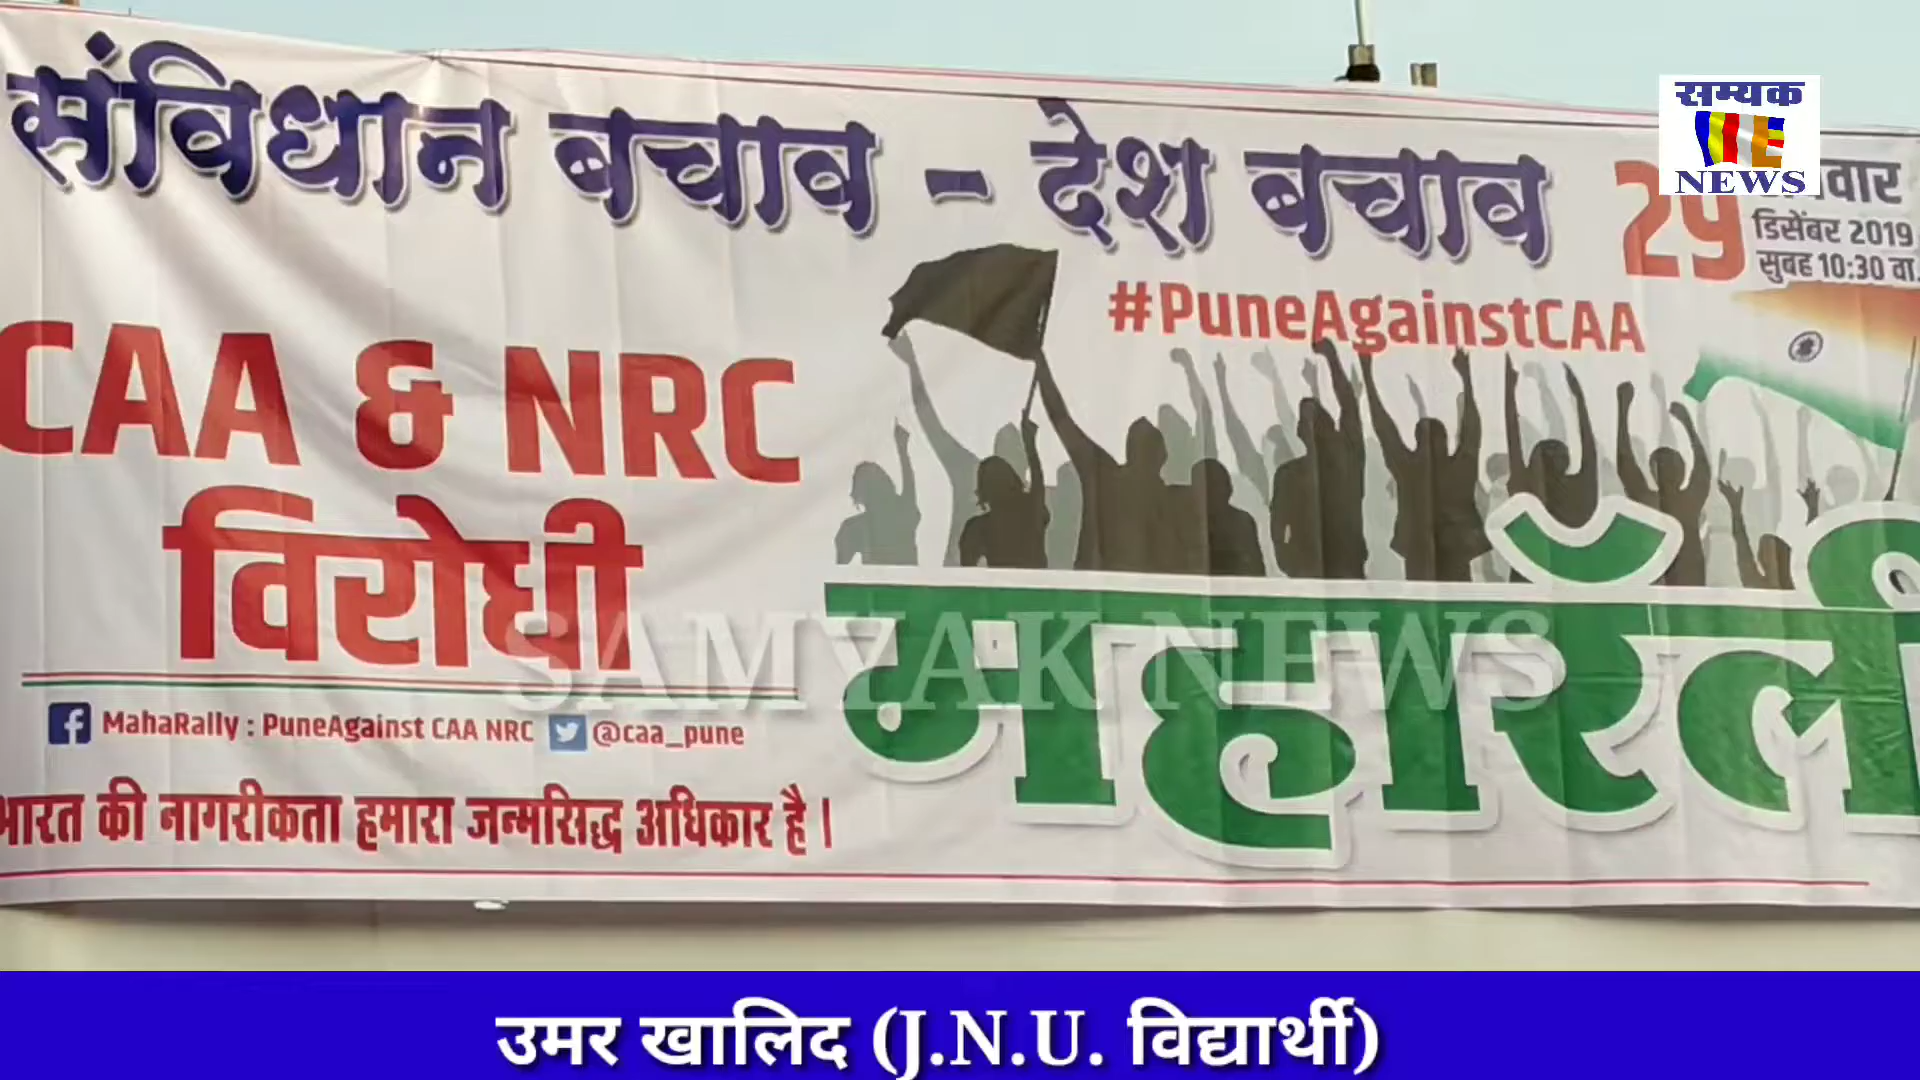 संविधान बचाव - देश बचाव
सम्यक
NEWS
29
डिसेंबर 2019
सुबह 10:30 वा.
#PuneAgainstCAA
CAA & NRC
विरोधी
महारॅली
SAMYAK NEWS
MahaRally : PuneAgainst CAA NRC @caa_pune
भारत की नागरीकता हमारा जन्मसिद्ध अधिकार है |
उमर खालिद (J.N.U. विद्यार्थी)